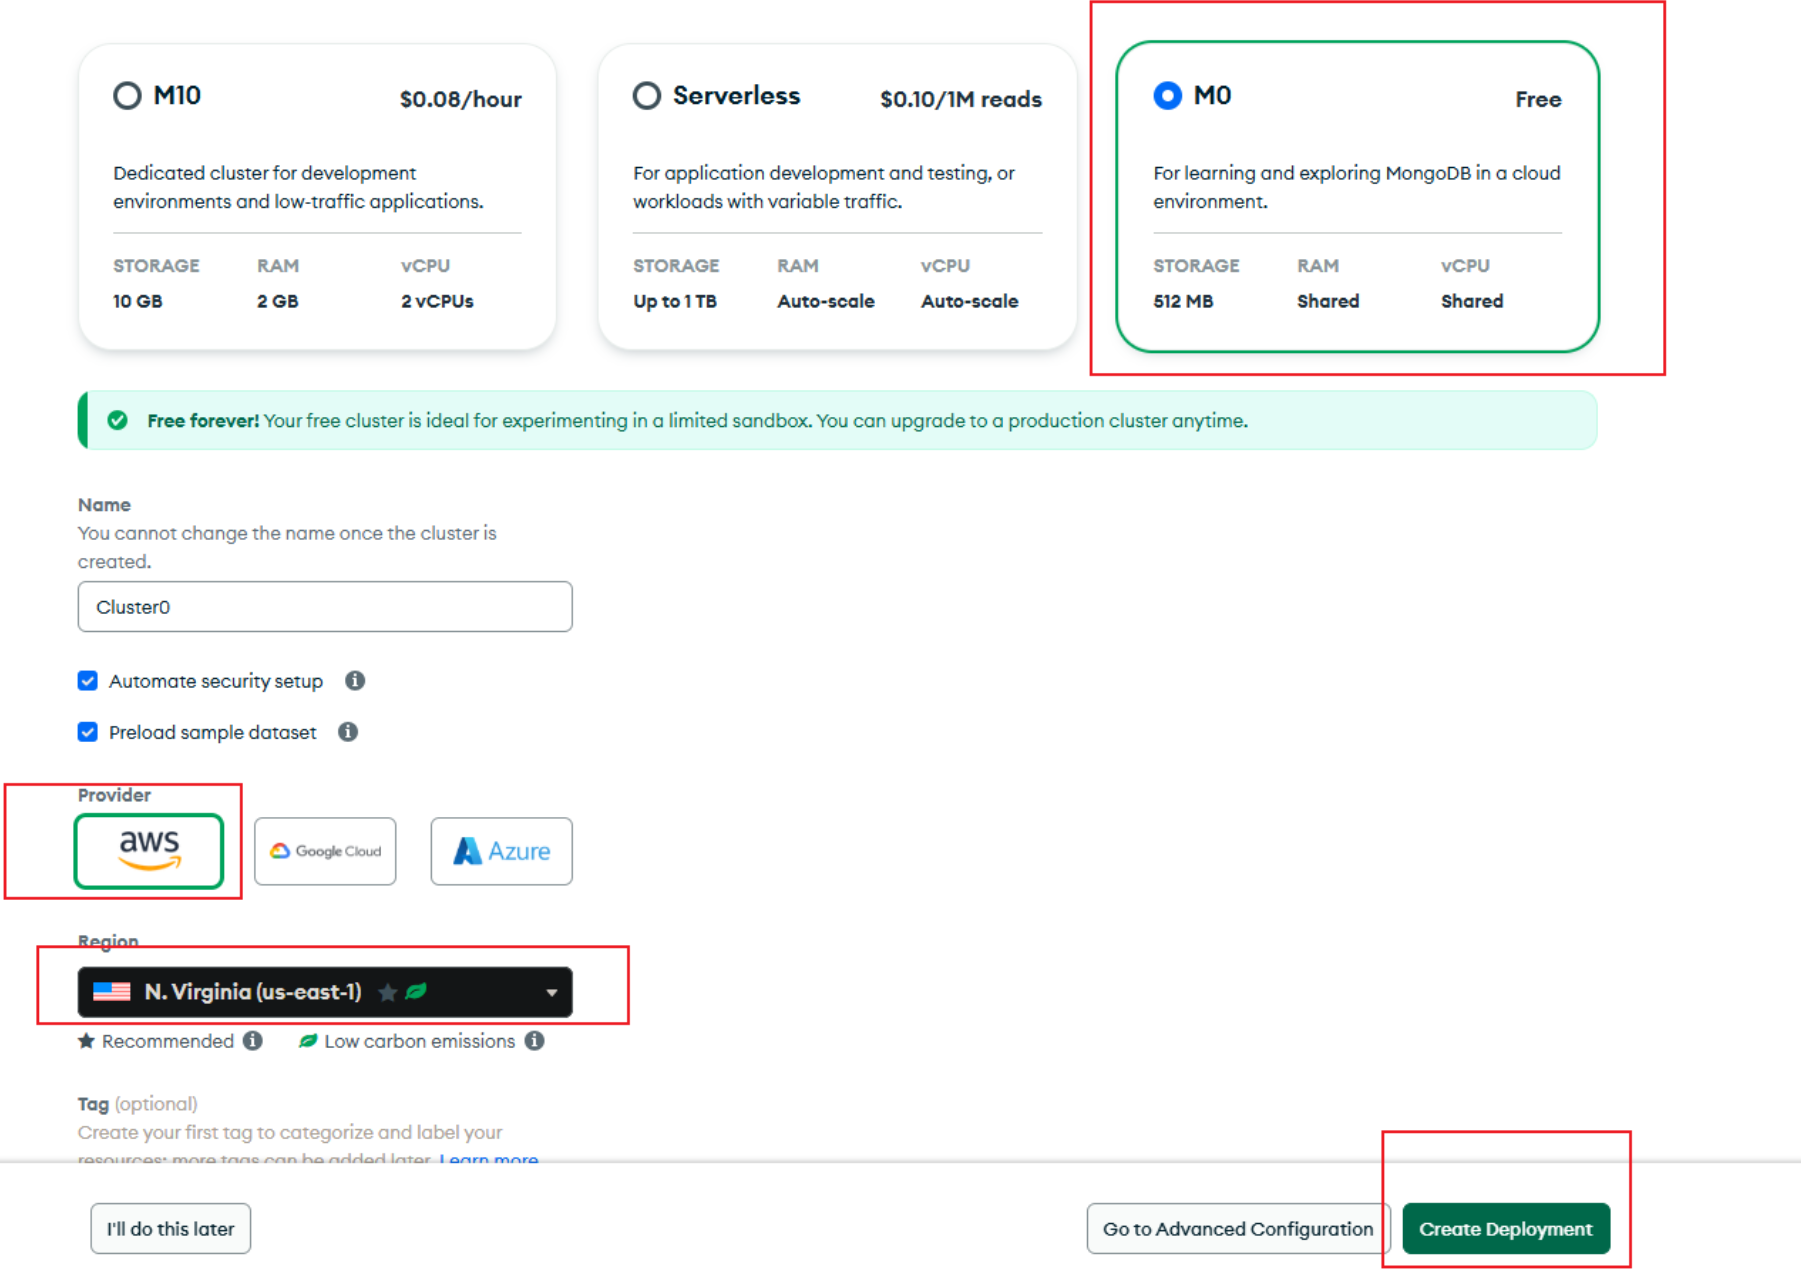 M10
$0.08/hour
Dedicated cluster for development
environments and low-traffic applications.
STORAGE RAM vCPU
10 GB 2 GB 2 vCPUs
Serverless
$0.10/1M reads
For application development and testing, or
workloads with variable traffic.
STORAGE RAM vCPU
Up to 1 TB Auto-scale Auto-scale
M0
Free
For learning and exploring MongoDB in a cloud
environment.
STORAGE RAM vCPU
512 MB Shared Shared
Free forever! Your free cluster is ideal for experimenting in a limited sandbox. You can upgrade to a production cluster anytime.
Name
You cannot change the name once the cluster is
created.
Cluster0
Automate security setup
Preload sample dataset
Provider
aws
Google Cloud
Azure
Region
N. Virginia (us-east-1)
Recommended Low carbon emissions
Tag (optional)
Create your first tag to categorize and label your
resources; more tags can be added later. Learn more
I'll do this later
Go to Advanced Configuration
Create Deployment